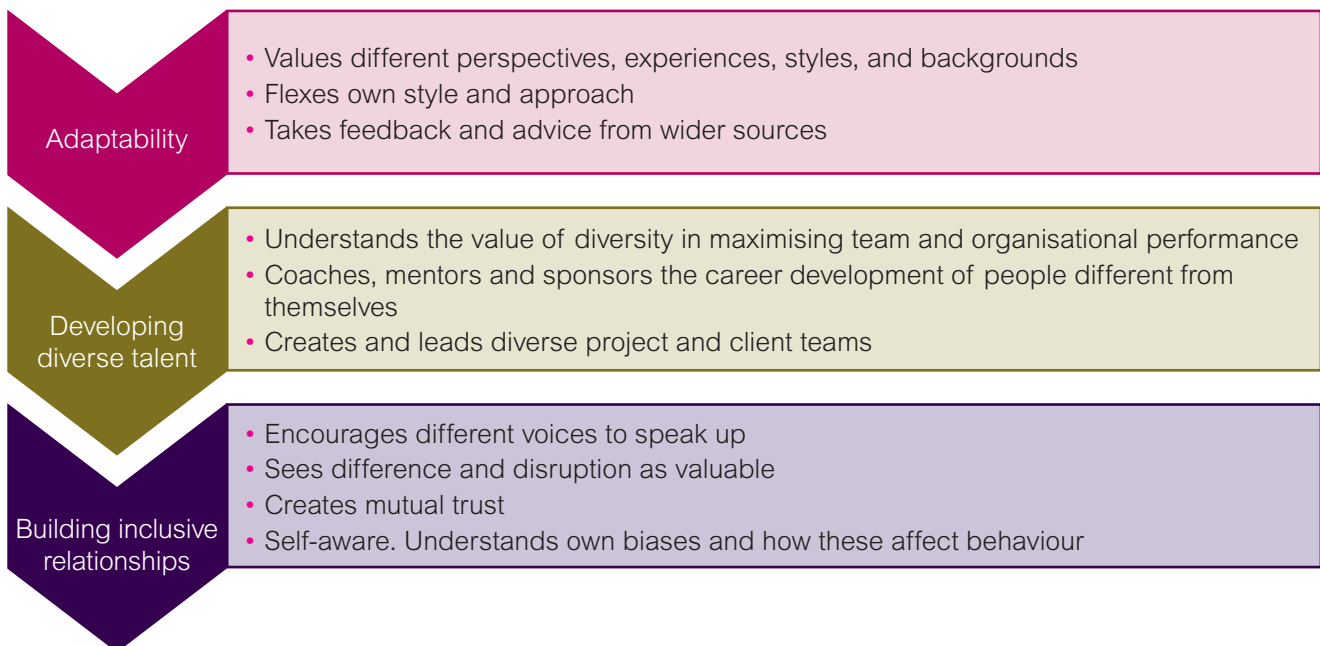 Adaptability
• Values different perspectives, experiences, styles, and backgrounds
• Flexes own style and approach
• Takes feedback and advice from wider sources
Developing
diverse talent
• Understands the value of diversity in maximising team and organisational performance
• Coaches, mentors and sponsors the career development of people different from
themselves
• Creates and leads diverse project and client teams
Building inclusive
relationships
• Encourages different voices to speak up
• Sees difference and disruption as valuable
• Creates mutual trust
• Self-aware. Understands own biases and how these affect behaviour